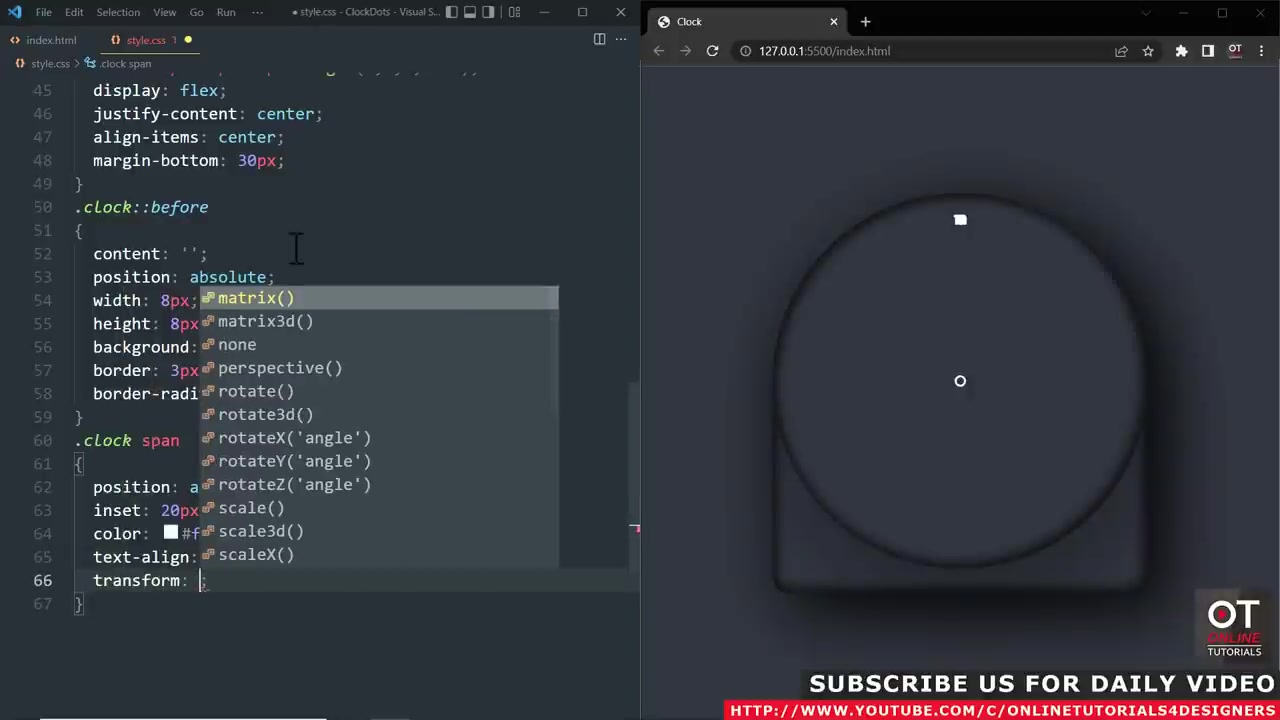 File Edit Selection View Go Run ··· ● style.css - ClockDots - Visual S...
index.html
style.css 1
style.css > .clock span
45 display: flex;
46 justify-content: center;
47 align-items: center;
48 margin-bottom: 30px;
49 }
50 .clock::before
51 {
52 content: '';
53 position: absolute;
54 width: 8px;
55 height: 8px
56 background:
57 border: 3px
58 border-radi
59 }
60 .clock span
61 {
62 position: a
63 inset: 20px
64 color: #f
65 text-align:
66 transform: ;
67 }
matrix()
matrix3d()
none
perspective()
rotate()
rotate3d()
rotateX('angle')
rotateY('angle')
rotateZ('angle')
scale()
scale3d()
scaleX()
Clock
127.0.0.1:5500/index.html
OT
OT
ONLINE
TUTORIALS
SUBSCRIBE US FOR DAILY VIDEO
HTTP://WWW.YOUTUBE.COM/C/ONLINETUTORIALS4DESIGNERS